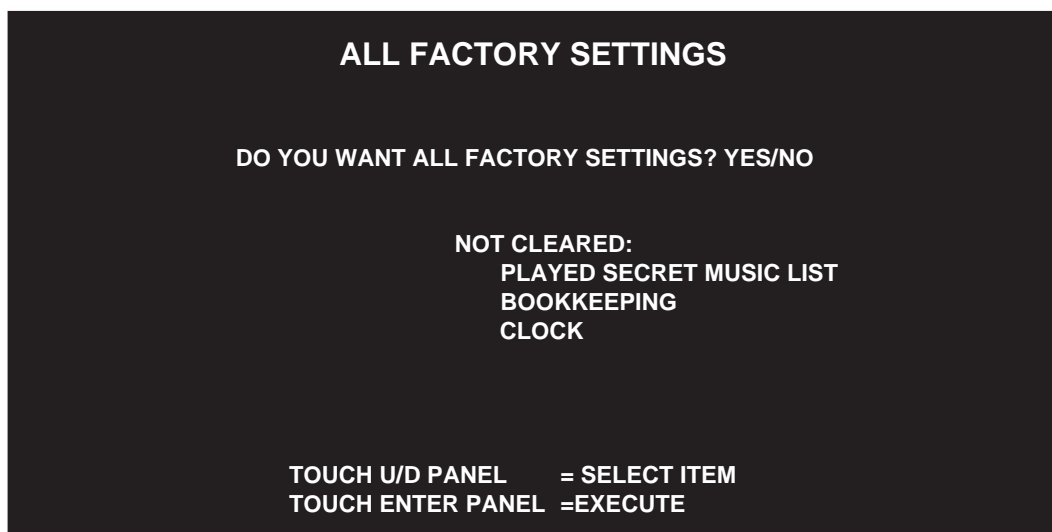 ALL FACTORY SETTINGS
DO YOU WANT ALL FACTORY SETTINGS? YES/NO
NOT CLEARED:
PLAYED SECRET MUSIC LIST
BOOKKEEPING
CLOCK
TOUCH U/D PANEL = SELECT ITEM
TOUCH ENTER PANEL =EXECUTE